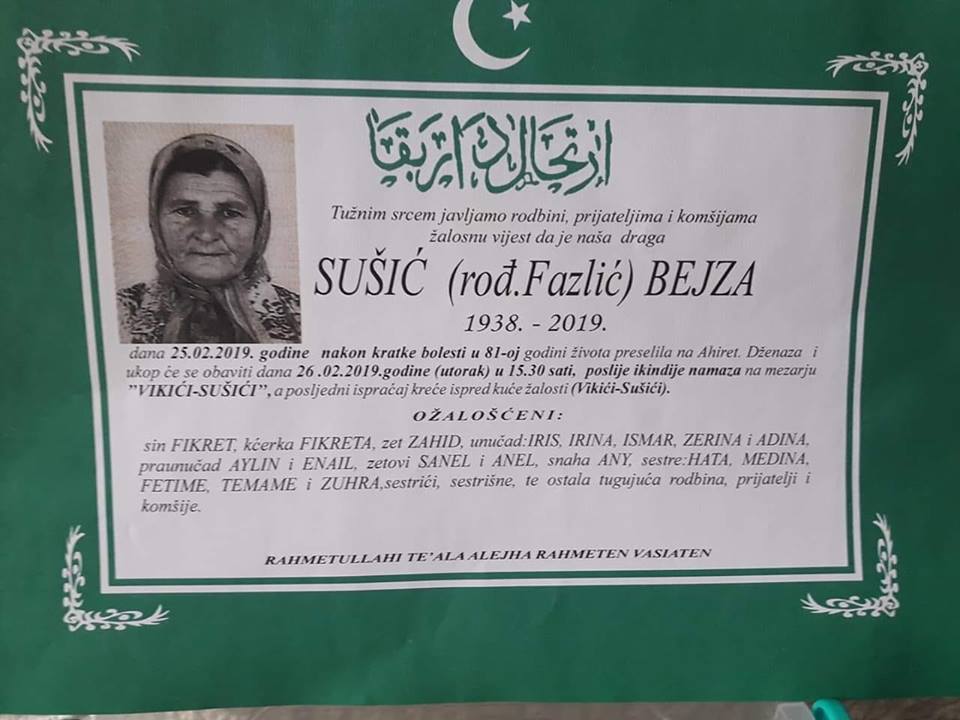 ارتحال دار بقا
Tužnim srcem javljamo rodbini, prijateljima i komšijama
žalosnu vijest da je naša draga
SUŠIĆ (rođ.Fazlić) BEJZA
1938. - 2019.
dana 25.02.2019. godine nakon kratke bolesti u 81-oj godini života preselila na Ahiret. Dženaza i
ukop će se obaviti dana 26 .02.2019.godine (utorak) u 15.30 sati, poslije ikindije namaza na mezarju
”VIKIĆI-SUŠIĆI”, a posljedni ispraćaj kreće ispred kuće žalosti (Vikići-Sušići).
OŽALOŠĆENI:
sin FIKRET, kćerka FIKRETA, zet ZAHID, unučad:IRIS, IRINA, ISMAR, ZERINA i ADINA,
praunučad AYLIN i ENAIL, zetovi SANEL i ANEL, snaha ANY, sestre:HATA, MEDINA,
FETIME, TEMAME i ZUHRA,sestrići, sestrišne, te ostala tugujuća rodbina, prijatelji i
komšije.
RAHMETULLAHI TE’ALA ALEJHA RAHMETEN VASIATEN